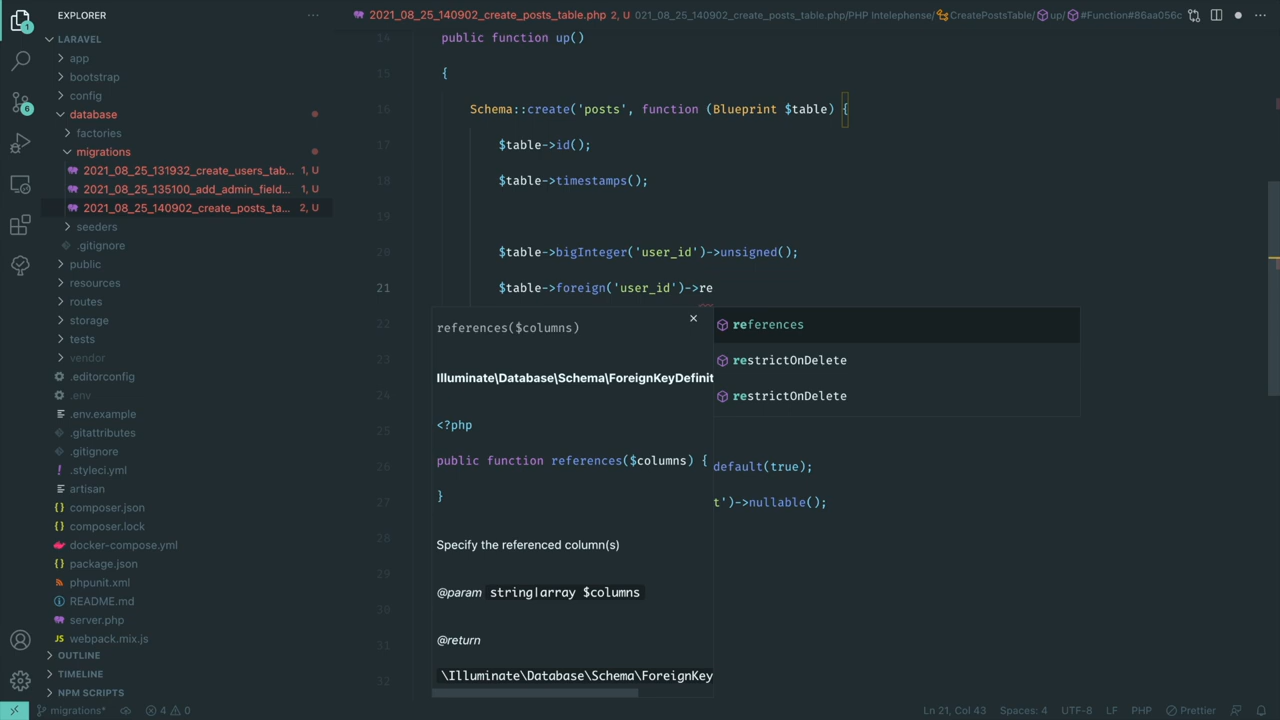 EXPLORER
LARAVEL
app
bootstrap
config
database
factories
migrations
2021_08_25_131932_create_users_tab... 1, U
2021_08_25_135100_add_admin_field... 1, U
2021_08_25_140902_create_posts_ta... 2, U
seeders
.gitignore
public
resources
routes
storage
tests
vendor
.editorconfig
.env
.env.example
.gitattributes
.gitignore
.styleci.yml
artisan
composer.json
composer.lock
docker-compose.yml
package.json
phpunit.xml
README.md
server.php
JS webpack.mix.js
OUTLINE
TIMELINE
NPM SCRIPTS
1
6
2021_08_25_140902_create_posts_table.php 2, U 021_08_25_140902_create_posts_table.php/PHP Intelephense/ CreatePostsTable/ up/ #Function#86aa056c
14 public function up()
15 {
16 Schema::create('posts', function (Blueprint $table) {
17 $table->id();
18 $table->timestamps();
19
20 $table->bigInteger('user_id')->unsigned();
21 $table->foreign('user_id')->re
22
23
24
25
26 default(true);
27 t')->nullable();
28
29
30
31
32
references($columns)
Illuminate\Database\Schema\ForeignKeyDefinit
<?php
public function references($columns) {
}
Specify the referenced column(s)
@param string|array $columns
@return
\Illuminate\Database\Schema\ForeignKey
references
restrictOnDelete
restrictOnDelete
migrations* 4 0 Ln 21, Col 43 Spaces: 4 UTF-8 LF PHP Prettier